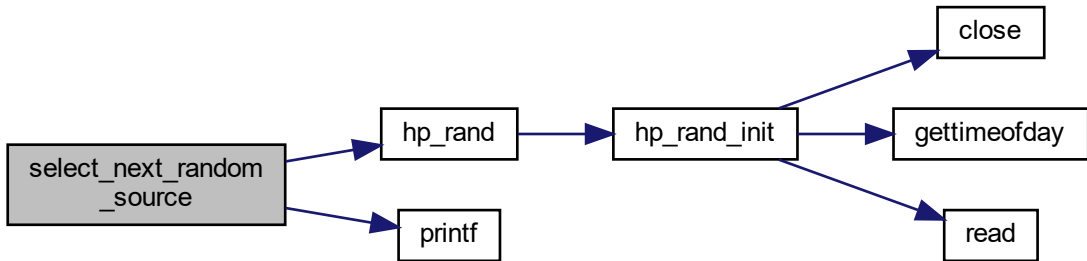 select_next_random
_source
hp_rand
printf
hp_rand_init
close
gettimeofday
read